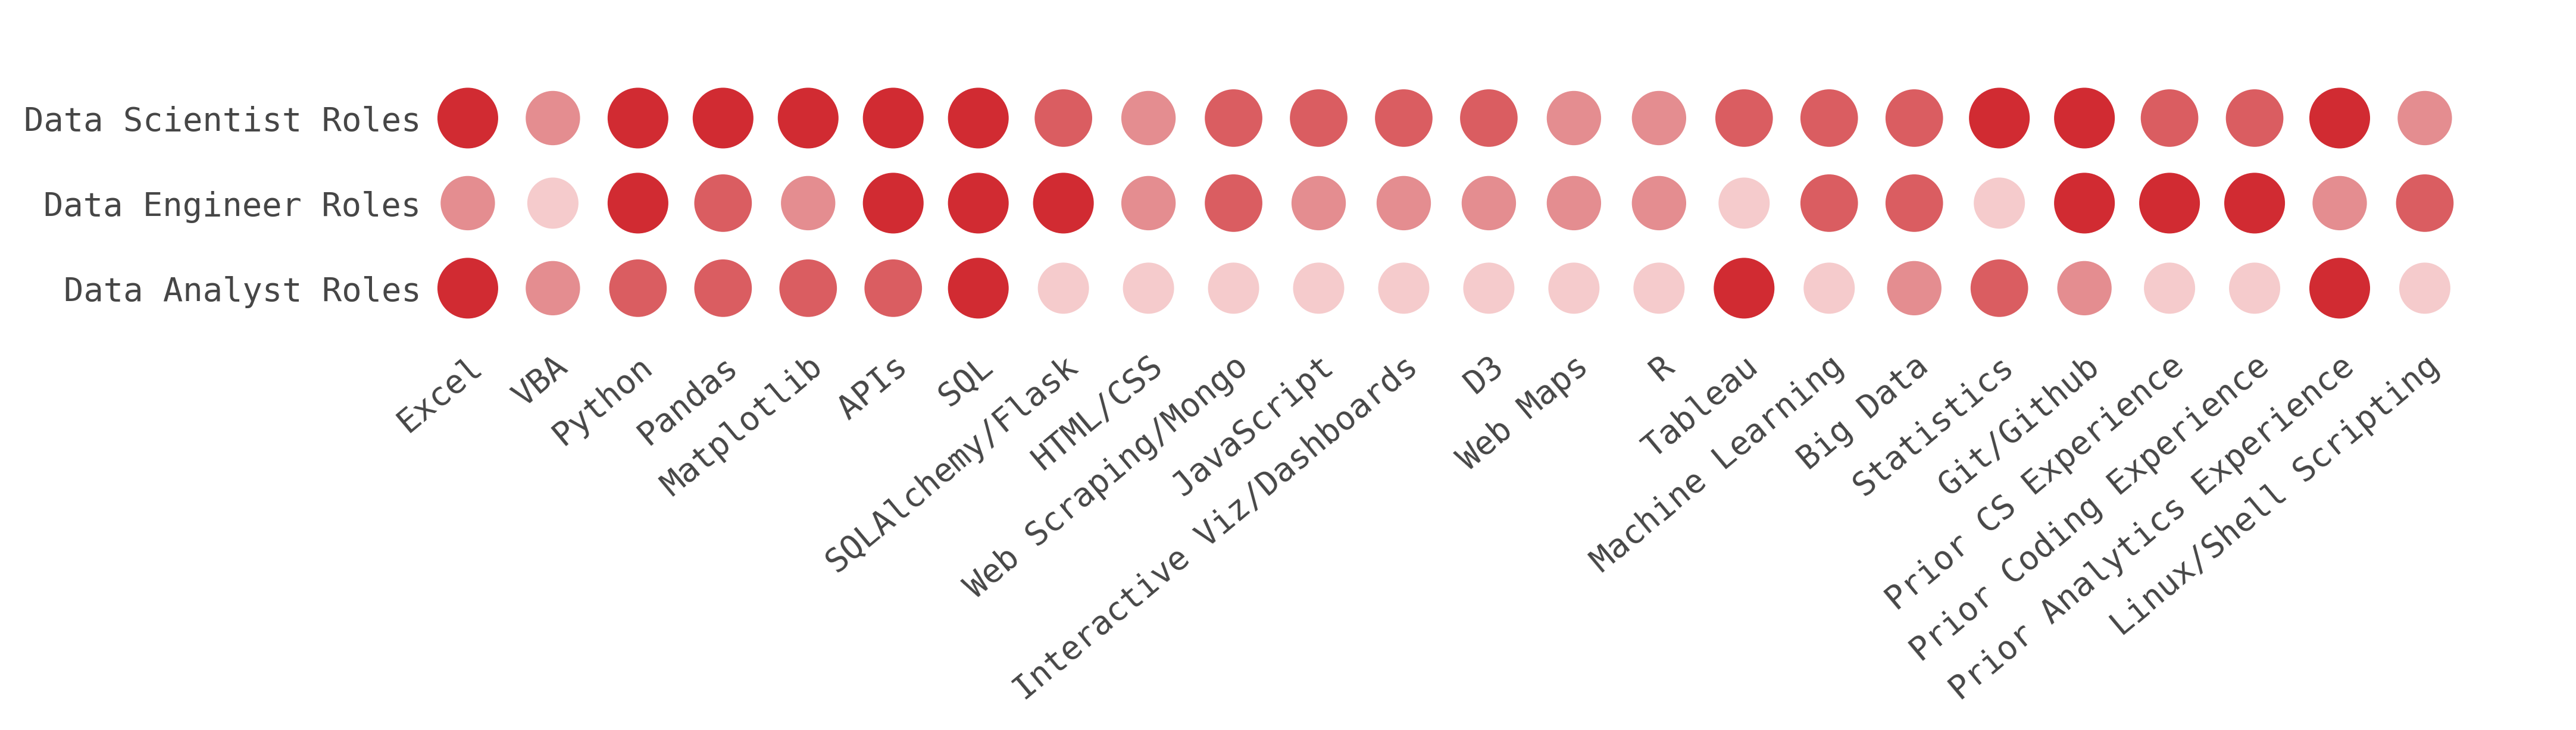 Data Scientist Roles
Data Engineer Roles
Data Analyst Roles
Excel
VBA
Python
Pandas
Matplotlib
APIs
SQL
SQLAlchemy/Flask
HTML/CSS
Web Scraping/Mongo
JavaScript
Interactive Viz/Dashboards
D3
Web Maps
R
Tableau
Machine Learning
Big Data
Statistics
Git/Github
Prior CS Experience
Prior Coding Experience
Prior Analytics Experience
Linux/Shell Scripting